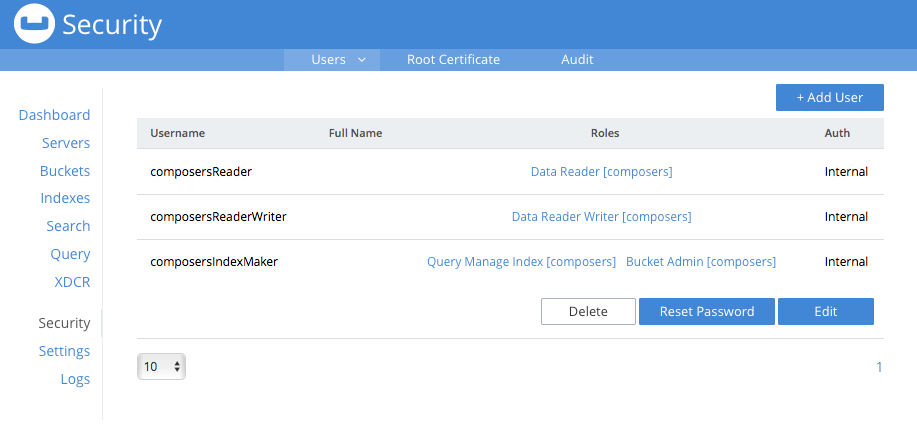 Security
Users
Root Certificate
Audit
Dashboard
Servers
Buckets
Indexes
Search
Query
XDCR
Security
Settings
Logs
+ Add User
Username Full Name Roles Auth
composersReader Data Reader [composers] Internal
composersReaderWriter Data Reader Writer [composers] Internal
composersIndexMaker Query Manage Index [composers] Bucket Admin [composers] Internal
Delete Reset Password Edit
10 1